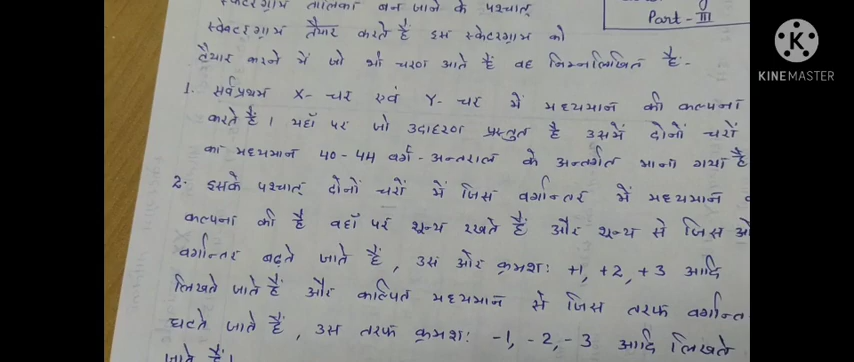 स्केटरग्राम तालिका बन जाने के पश्चात्
स्केटरग्राम तैयार करते हैं इस स्केटरग्राम को
Part-III
तैयार करने में जो भी चरण आते हैं वह निम्नलिखित है:-
1. सर्वप्रथम X- चर एवं Y- चर में मध्यमान की कल्पना
करते हैं। यहाँ पर जो उदाहरण प्रस्तुत है उसमें दोनों चरों
का मध्यमान 40-44 वर्ग-अन्तराल के अन्तर्गत माना गया है
2. इसके पश्चात् दोनों चरों में जिस वर्गान्तर में मध्यमान
कल्पना की है वहाँ पर शून्य रखते हैं और शून्य से जिस
वर्गान्तर बढ़ते जाते हैं, उस ओर क्रमश: +1, +2, +3 आदि
लिखते जाते हैं और कल्पित मध्यमान से जिस तरफ वर्गान्त
घटते जाते हैं, उस तरफ क्रमश: -1, -2, -3 आदि लिखते
जाते हैं।
KINEMASTER